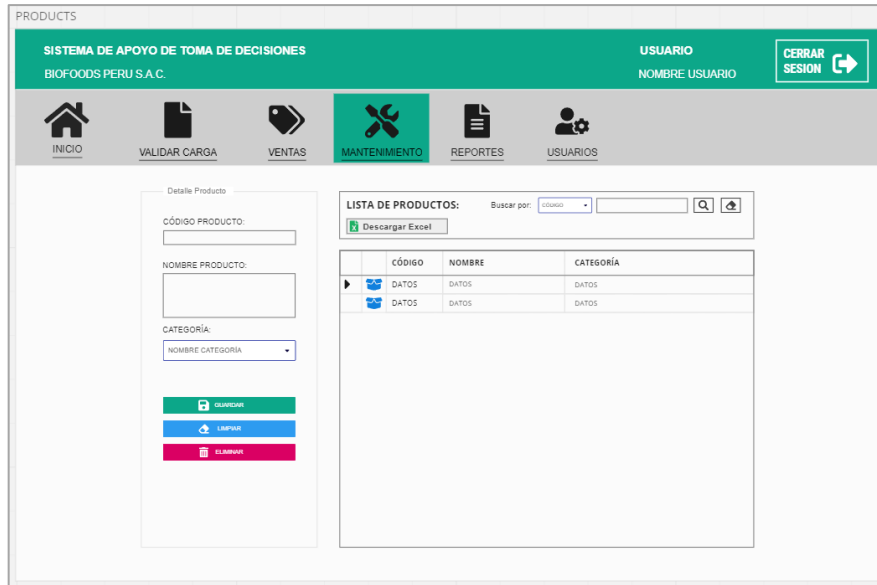 PRODUCTS
SISTEMA DE APOYO DE TOMA DE DECISIONES
BIOFOODS PERU S.A.C.
USUARIO
NOMBRE USUARIO
CERRAR
SESION
INICIO
VALIDAR CARGA
VENTAS
MANTENIMIENTO
REPORTES
USUARIOS
Detalle Producto
CÓDIGO PRODUCTO:
NOMBRE PRODUCTO:
CATEGORÍA:
NOMBRE CATEGORÍA
GUARDAR
LIMPIAR
ELIMINAR
LISTA DE PRODUCTOS:
Buscar por:
CÓDIGO
Descargar Excel
CÓDIGO NOMBRE CATEGORÍA
DATOS DATOS DATOS
DATOS DATOS DATOS